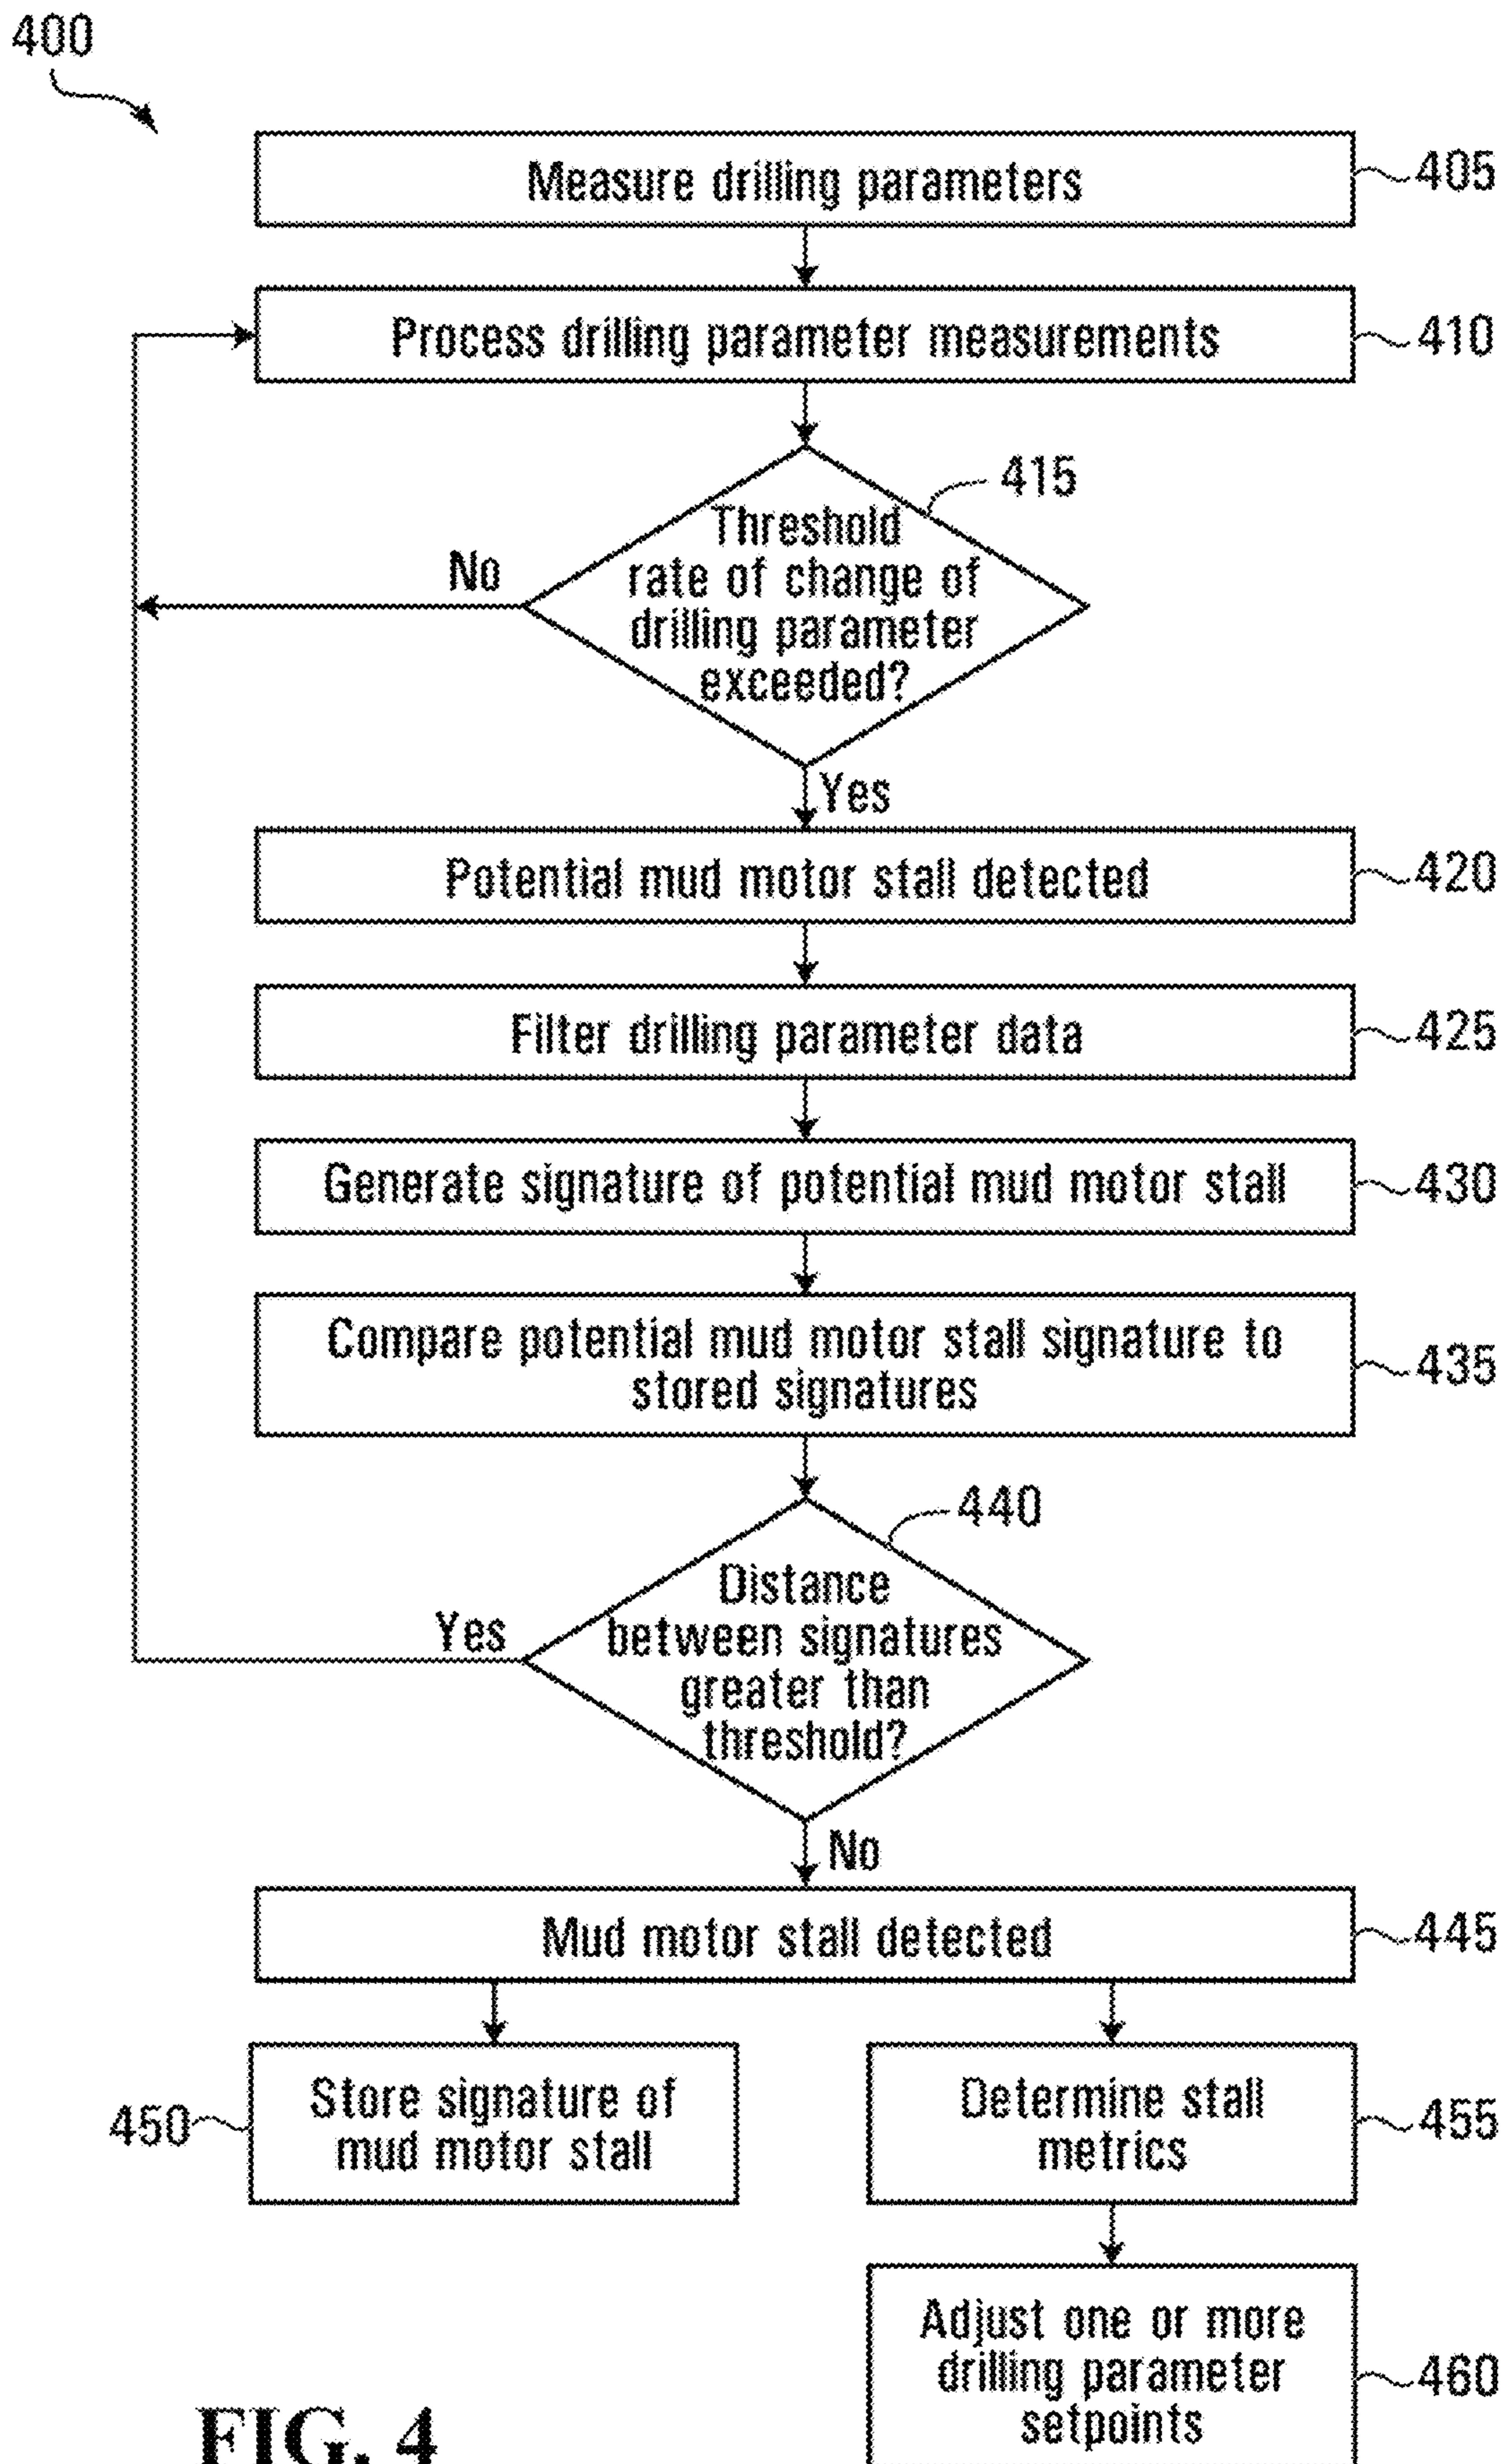 400
Measure drilling parameters
405
Process drilling parameter measurements
410
415
Threshold
rate of change of
drilling parameter
exceeded?
No
Yes
Potential mud motor stall detected
420
Filter drilling parameter data
425
Generate signature of potential mud motor stall
430
Compare potential mud motor stall signature to
stored signatures
435
440
Distance
between signatures
greater than
threshold?
Yes
No
Mud motor stall detected
445
Store signature of
mud motor stall
450
Determine stall
metrics
455
Adjust one or more
drilling parameter
setpoints
460
FIG. 4